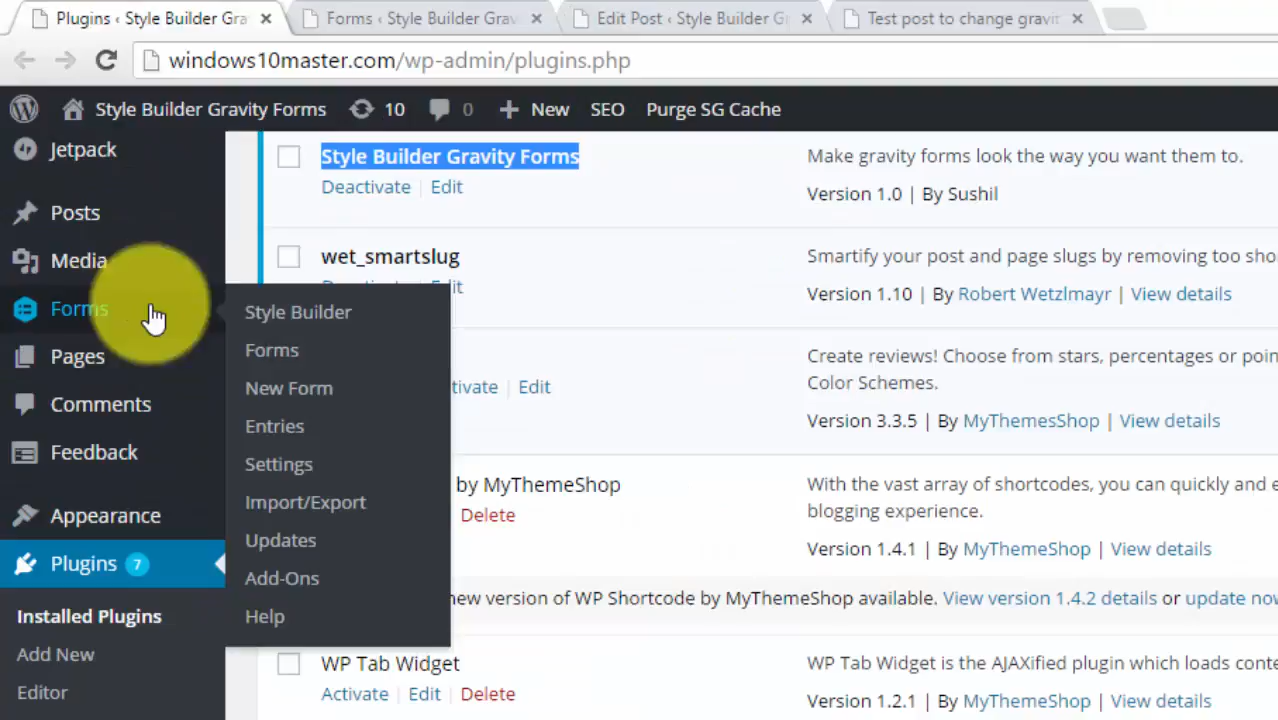 Plugins ‹ Style Builder Gra
Forms ‹ Style Builder Grav
Edit Post ‹ Style Builder G
Test post to change gravit
windows10master.com/wp-admin/plugins.php
Style Builder Gravity Forms 10 0 New SEO Purge SG Cache
Jetpack
Posts
Media
Forms
Pages
Comments
Feedback
Appearance
Plugins 7
Installed Plugins
Add New
Editor
Style Builder
Forms
New Form
Entries
Settings
Import/Export
Updates
Add-Ons
Help
Style Builder Gravity Forms
Deactivate | Edit
Make gravity forms look the way you want them to.
Version 1.0 | By Sushil
wet_smartslug
Deactivate | Edit
Smartify your post and page slugs by removing too sho
Version 1.10 | By Robert Wetzlmayr | View details
tivate | Edit
Create reviews! Choose from stars, percentages or poin
Color Schemes.
Version 3.3.5 | By MyThemesShop | View details
by MyThemeShop
Delete
With the vast array of shortcodes, you can quickly and e
blogging experience.
Version 1.4.1 | By MyThemeShop | View details
new version of WP Shortcode by MyThemeShop available. View version 1.4.2 details or update now
WP Tab Widget
Activate | Edit | Delete
WP Tab Widget is the AJAXified plugin which loads conte
Version 1.2.1 | By MyThemeShop | View details